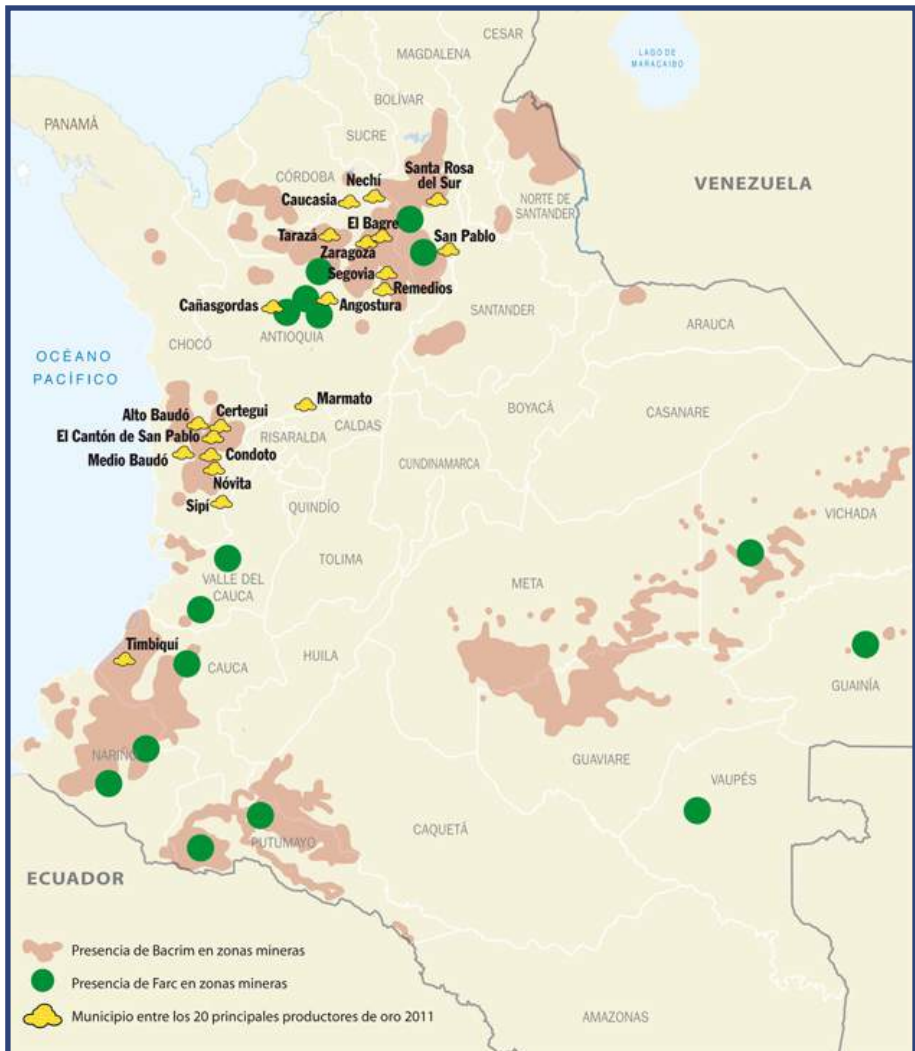 CESAR
MAGDALENA
LAGO DE
MARACAIBO
BOLÍVAR
PANAMÁ
SUCRE
CÓRDOBA
Santa Rosa
del Sur
Nechí
Caucasia
VENEZUELA
NORTE DE
SANTANDER
El Bagre
Tarazá
San Pablo
Zaragoza
Segovia
Remedios
Cañasgordas
Angostura
SANTANDER
ANTIOQUIA
ARAUCA
CHOCÓ
OCÉANO
PACÍFICO
Marmato
Alto Baudó
Certegui
BOYACÁ
CASANARE
CALDAS
El Cantón de San Pablo
RISARALDA
Condoto
Medio Baudó
CUNDINAMARCA
Nóvita
Sipí
QUINDÍO
VICHADA
TOLIMA
VALLE DEL
CAUCA
META
Timbiquí
CAUCA
HUILA
GUAINÍA
NARIÑO
GUAVIARE
VAUPÉS
CAQUETÁ
PUTUMAYO
ECUADOR
Presencia de Bacrim en zonas mineras
Presencia de Farc en zonas mineras
Municipio entre los 20 principales productores de oro 2011
AMAZONAS